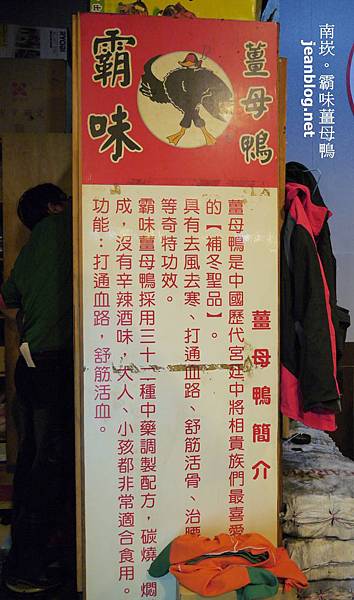 南崁。霸味薑母鴨
jeanblog.net
霸味
薑母鴨
薑母鴨簡介
薑母鴨是中國歷代宮廷中將相貴族們最喜愛
的【補冬聖品】。
具有去風去寒、打通血路、舒筋活骨、治腰
等奇特功效。
霸味薑母鴨採用三十二種中藥調製配方，碳燒、燜
成，沒有辛辣酒味，大人、小孩都非常適合食用。
功能：打通血路，舒筋活血。
RYOBI